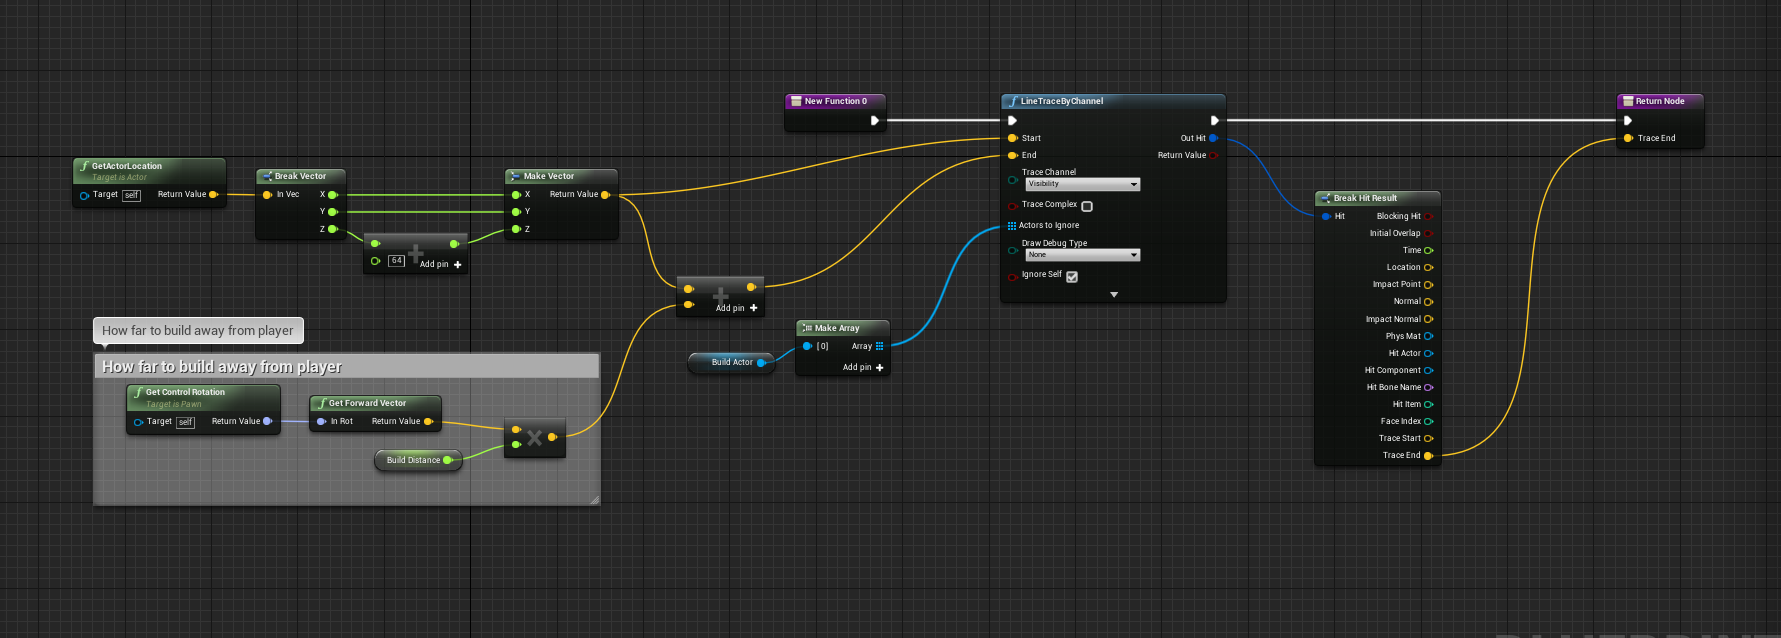 New Function 0
LineTraceByChannel
Start
End
Trace Channel
Visibility
Trace Complex
Actors to Ignore
Draw Debug Type
None
Ignore Self
Out Hit
Return Value
Return Node
Trace End
GetActorLocation
Target is Actor
Target self Return Value
Break Vector
In Vec X
Y
Z
64
Add pin
Make Vector
X Return Value
Y
Z
Add pin
Break Hit Result
Hit Blocking Hit
Initial Overlap
Time
Location
Impact Point
Normal
Impact Normal
Phys Mat
Hit Actor
Hit Component
Hit Bone Name
Hit Item
Face Index
Trace Start
Trace End
Make Array
[0] Array
Add pin
Build Actor
How far to build away from player
How far to build away from player
Get Control Rotation
Target is Pawn
Target self Return Value
Get Forward Vector
In Rot Return Value
Build Distance